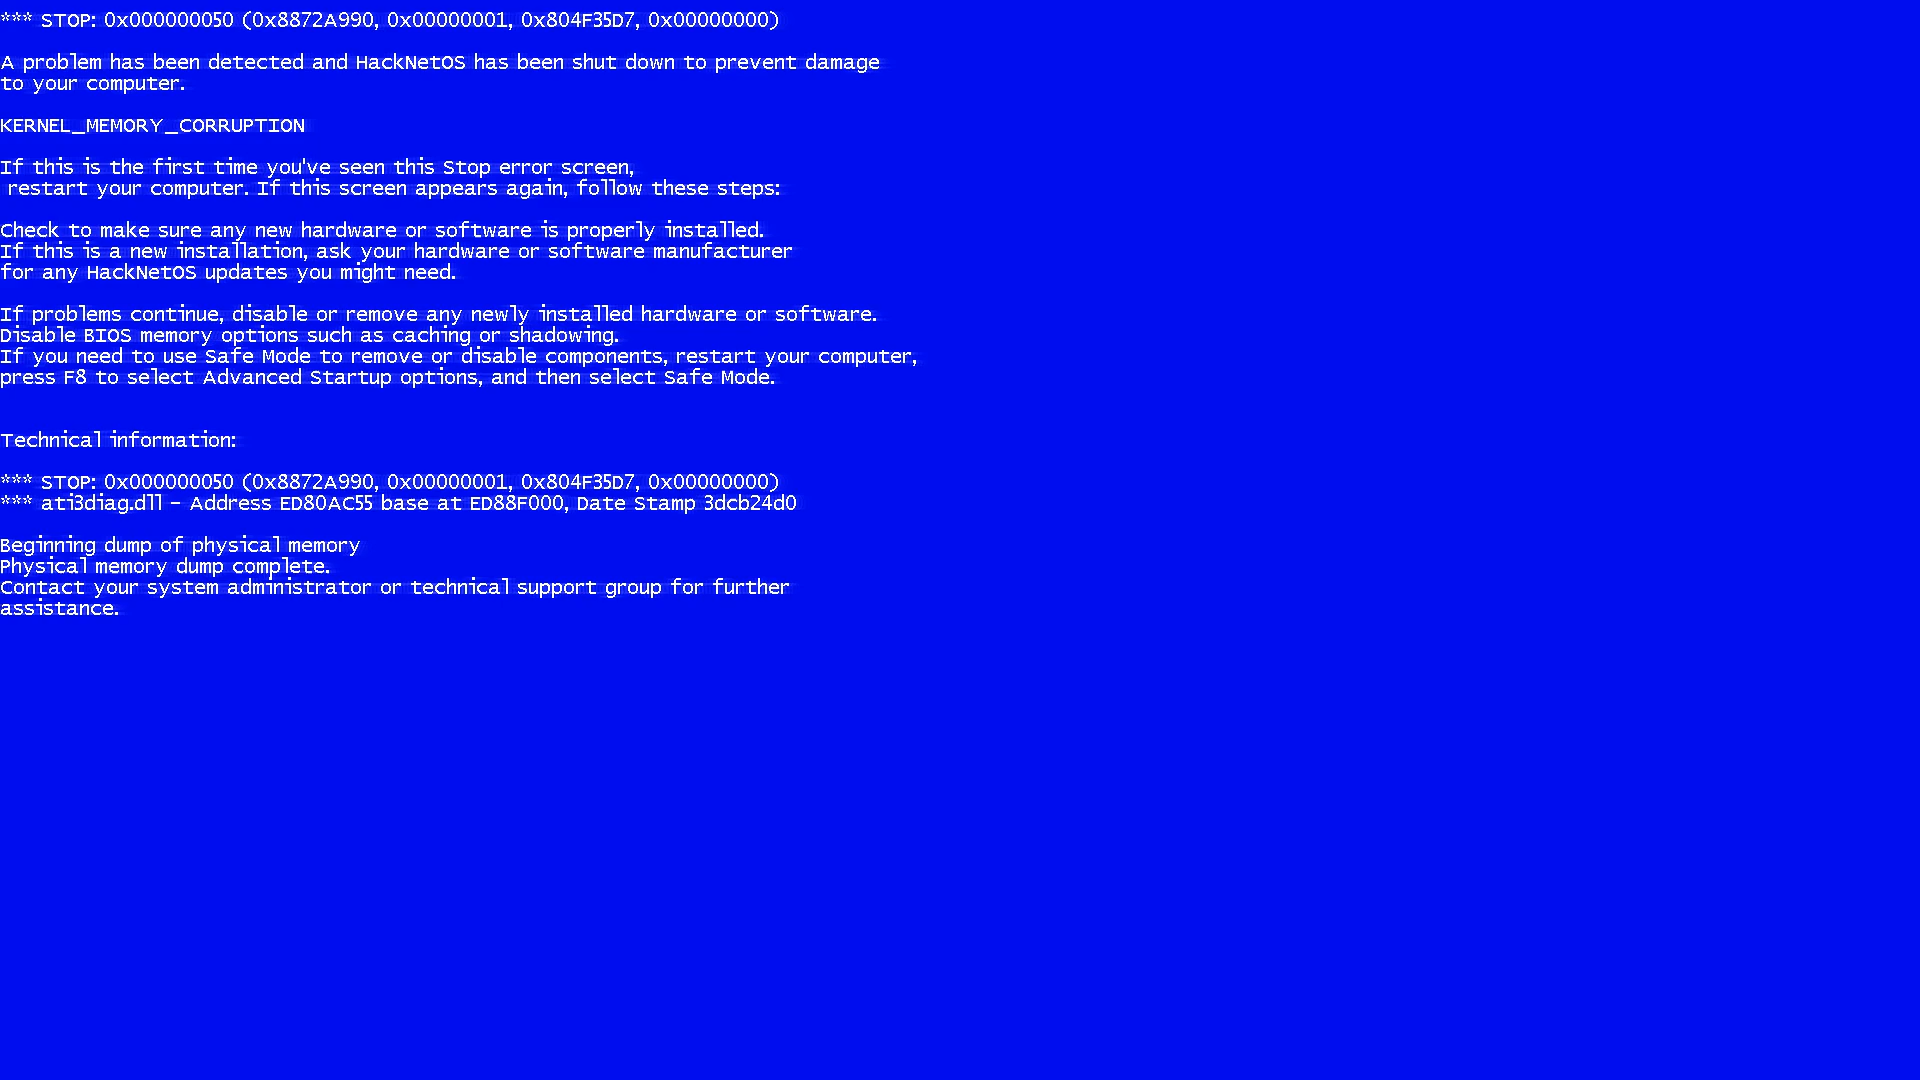 *** STOP: 0x000000050 (0x8872A990, 0x00000001, 0x804F35D7, 0x00000000)
A problem has been detected and HackNetOS has been shut down to prevent damage
to your computer.
KERNEL_MEMORY_CORRUPTION
If this is the first time you've seen this Stop error screen,
restart your computer. If this screen appears again, follow these steps:
Check to make sure any new hardware or software is properly installed.
If this is a new installation, ask your hardware or software manufacturer
for any HackNetOS updates you might need.
If problems continue, disable or remove any newly installed hardware or software.
Disable BIOS memory options such as caching or shadowing.
If you need to use Safe Mode to remove or disable components, restart your computer,
press F8 to select Advanced Startup options, and then select Safe Mode.
Technical information:
*** STOP: 0x000000050 (0x8872A990, 0x00000001, 0x804F35D7, 0x00000000)
*** ati3diag.dll – Address ED80AC55 base at ED88F000, Date Stamp 3dcb24d0
Beginning dump of physical memory
Physical memory dump complete.
Contact your system administrator or technical support group for further
assistance.